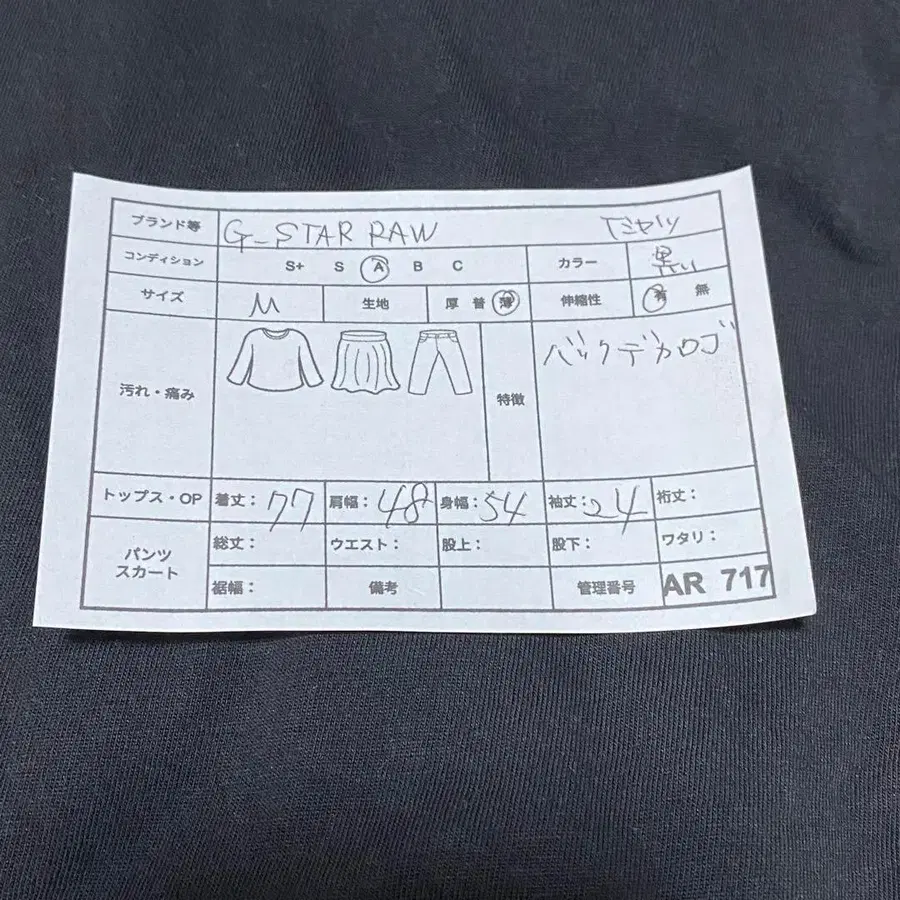 ブランド等 G-STAR RAW Tシャツ
コンディション S+ S A B C カラー 黒
サイズ M 生地 厚 普 薄 伸縮性 有 無
汚れ・痛み 特徴 バックデカロゴ
トップス・OP 着丈：77 肩幅：48 身幅：54 袖丈：24 裄丈：
パンツ スカート 総丈： ウエスト： 股上： 股下： ワタリ：
裾幅： 備考 管理番号 AR 717